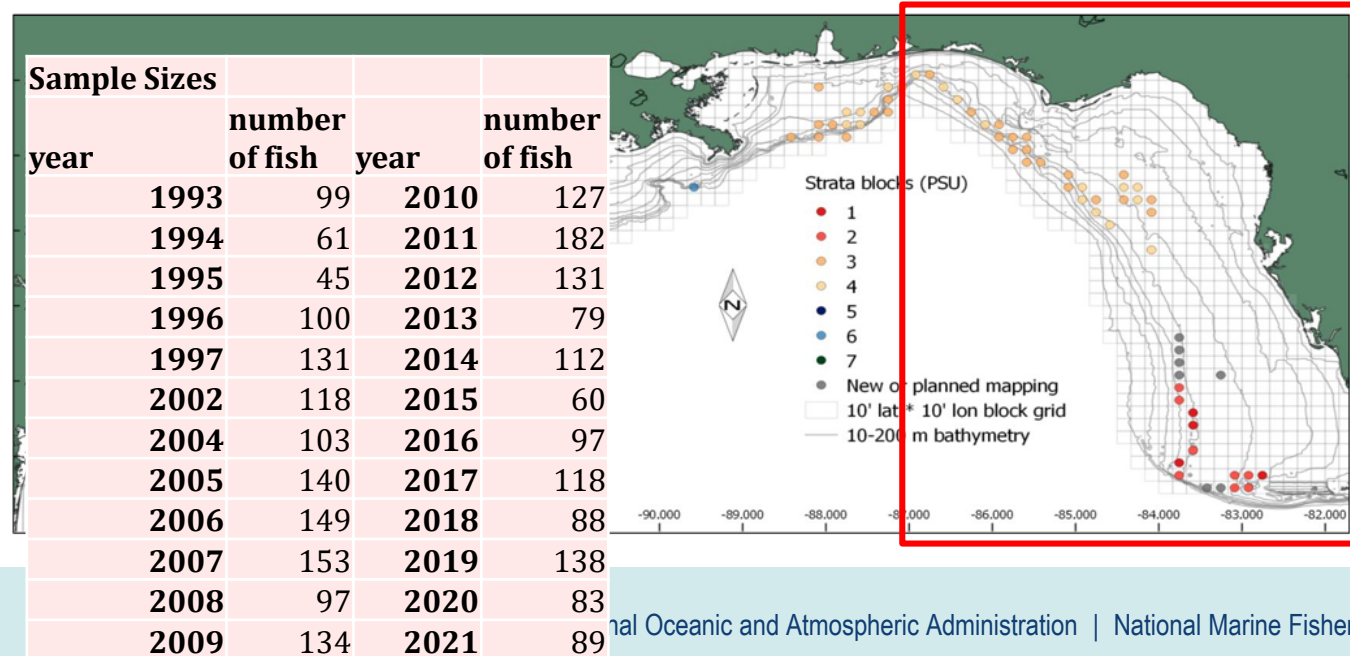 Sample Sizes
year number of fish year number of fish
1993 99 2010 127
1994 61 2011 182
1995 45 2012 131
1996 100 2013 79
1997 131 2014 112
2002 118 2015 60
2004 103 2016 97
2005 140 2017 118
2006 149 2018 88
2007 153 2019 138
2008 97 2020 83
2009 134 2021 89
Strata blocks (PSU)
1
2
3
4
5
6
7
New or planned mapping
10' lat * 10' lon block grid
10-200 m bathymetry
N
-90.000 -89.000 -88.000 -87.000 -86.000 -85.000 -84.000 -83.000 -82.000
nal Oceanic and Atmospheric Administration | National Marine Fisher